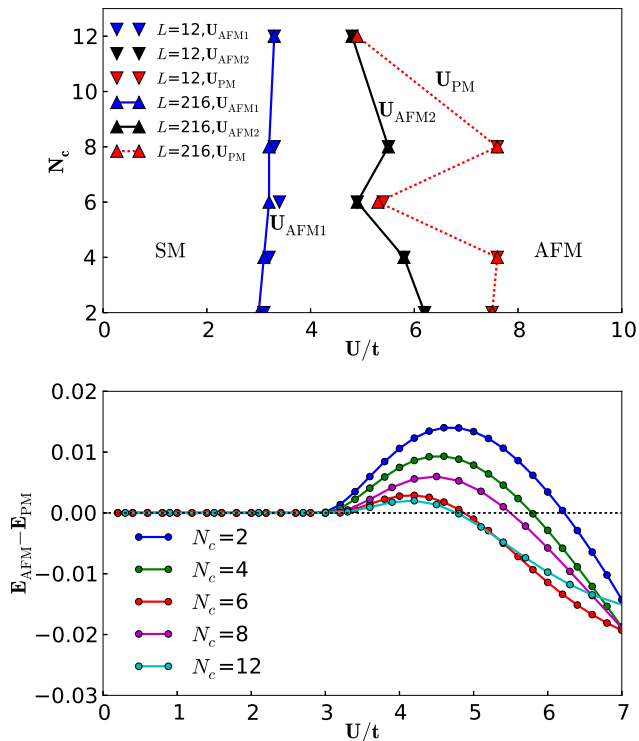 12
10
8
6
4
2
N_c
L=12,U_AFM1
L=12,U_AFM2
L=12,U_PM
L=216,U_AFM1
L=216,U_AFM2
L=216,U_PM
U_PM
U_AFM2
U_AFM1
SM
AFM
0 2 4 6 8 10
U/t
0.02
0.01
0.00
−0.01
−0.02
−0.03
E_AFM−E_PM
N_c=2
N_c=4
N_c=6
N_c=8
N_c=12
0 1 2 3 4 5 6 7
U/t